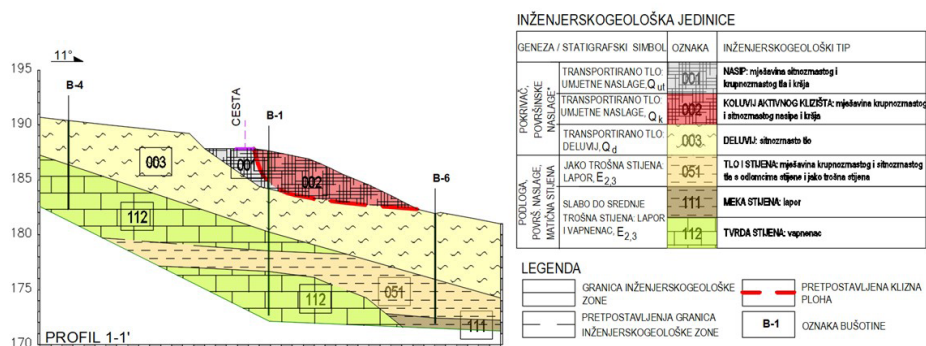 11°
195
B-4
CESTA
B-1
190
003
001
185
002
B-6
112
180
175
112
051
111
170
PROFIL 1-1'
INŽENJERSKOGEOLOŠKA JEDINICE
GENEZA / STATIGRAFSKI SIMBOL
OZNAKA
INŽENJERSKOGEOLOŠKI TIP
POKRIVAČ,
POVRŠINSKE
NASLAGE*
TRANSPORTIRANO TLO:
UMJETNE NASLAGE, Qut
001
NASIP: mješavina sitnozrnastog i
krupnozrnastog tla i kršja
TRANSPORTIRANO TLO:
UMJETNE NASLAGE, Qk
002
KOLUVIJ AKTIVNOG KLIZIŠTA: mješavina krupnozrnastog
i sitnozrnastog nasipa i kršja
TRANSPORTIRANO TLO:
DELUVIJ, Qd
003
DELUVIJ: sitnozrnasto tlo
PODLOGA,
POVRŠ. NASLAGE,
MATIČNA STIJENA
JAKO TROŠNA STIJENA:
LAPOR, E2,3
051
TLO I STIJENA: mješavina krupnozrnastog i sitnozrnastog
tla s odlomcima stijene i jako trošna stijena
SLABO DO SREDNJE
TROŠNA STIJENA: LAPOR
I VAPNENAC, E2,3
111
MEKA STIJENA: lapor
112
TVRDA STIJENA: vapnenac
LEGENDA
GRANICA INŽENJERSKOGEOLOŠKE
ZONE
PRETPOSTAVLJENA KLIZNA
PLOHA
PRETPOSTAVLJENA GRANICA
INŽENJERSKOGEOLOŠKE ZONE
B-1
OZNAKA BUŠOTINE